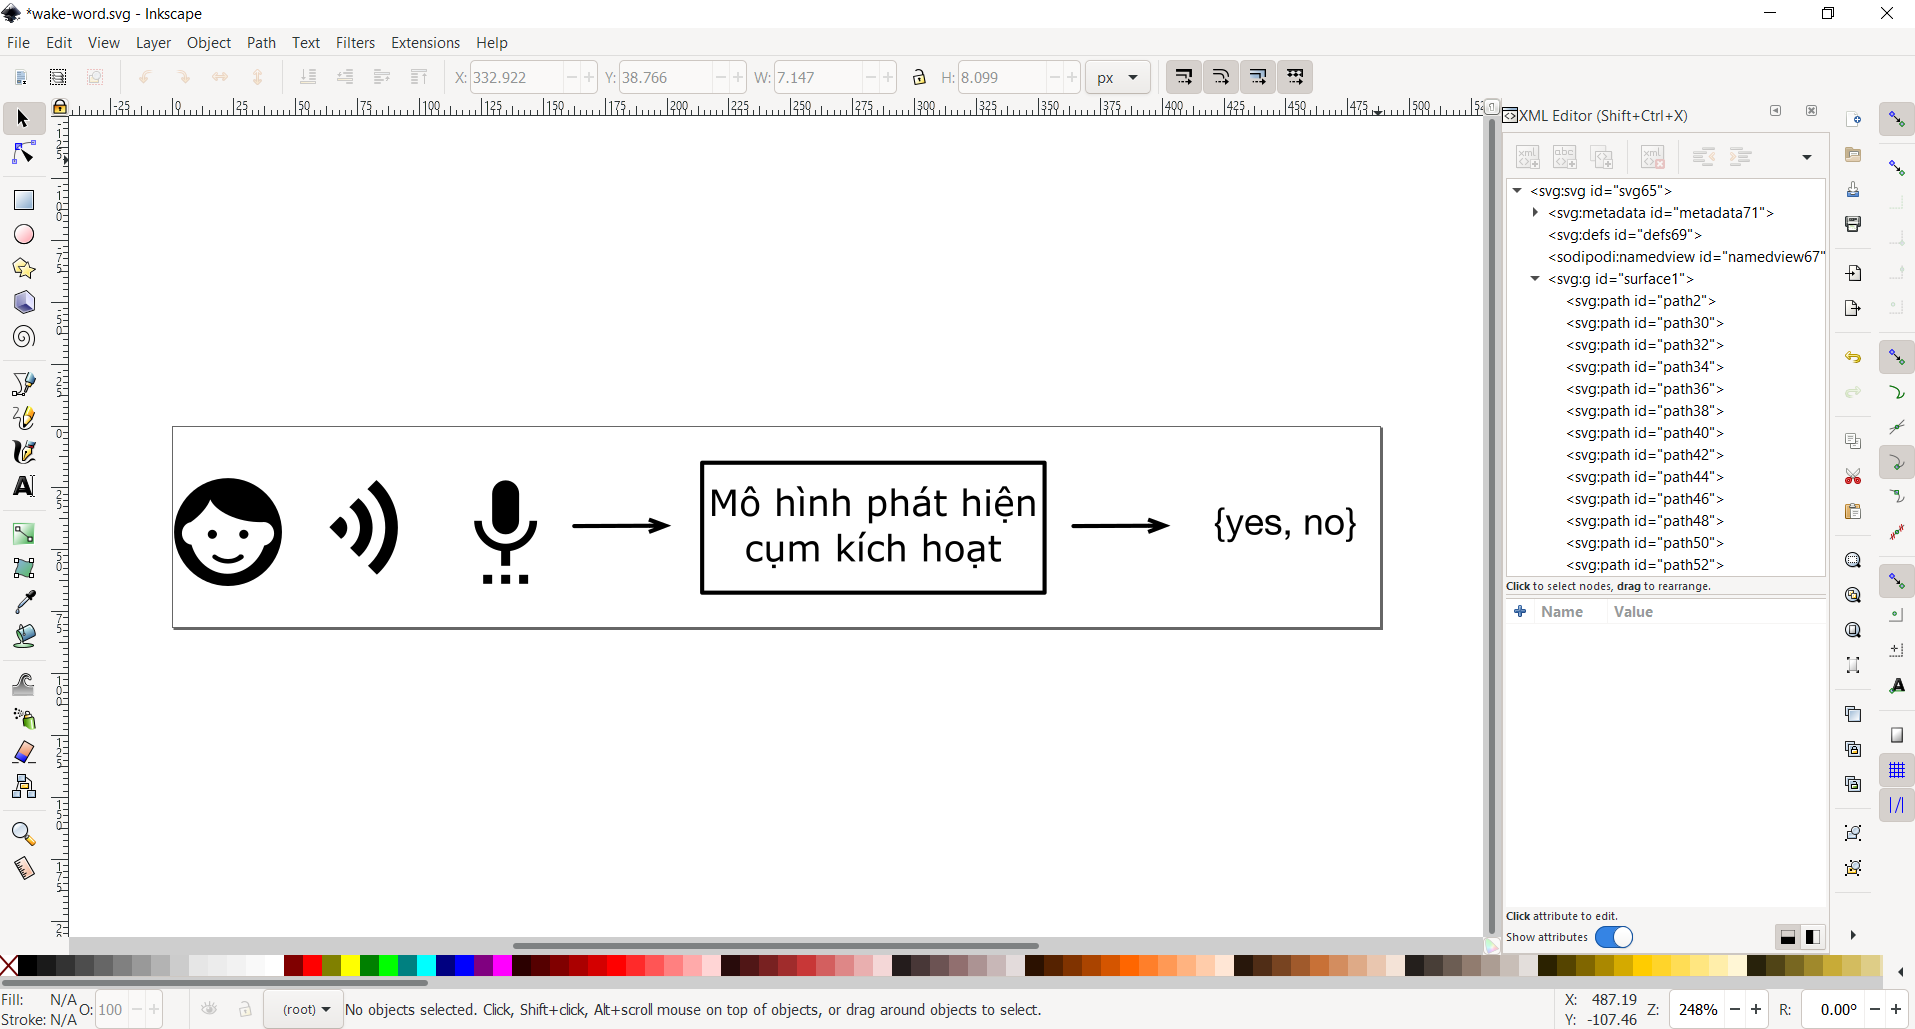 *wake-word.svg - Inkscape
File Edit View Layer Object Path Text Filters Extensions Help
X: 332.922 Y: 38.766 W: 7.147 H: 8.099 px
-25 0 25 50 75 100 125 150 175 200 225 250 275 300 325 350 375 400 425 450 475 500
XML Editor (Shift+Ctrl+X)
<svg:svg id="svg65">
<svg:metadata id="metadata71">
<svg:defs id="defs69">
<sodipodi:namedview id="namedview67"
<svg:g id="surface1">
<svg:path id="path2">
<svg:path id="path30">
<svg:path id="path32">
<svg:path id="path34">
<svg:path id="path36">
<svg:path id="path38">
<svg:path id="path40">
<svg:path id="path42">
<svg:path id="path44">
<svg:path id="path46">
<svg:path id="path48">
<svg:path id="path50">
<svg:path id="path52">
Click to select nodes, drag to rearrange.
Name Value
Mô hình phát hiện
cụm kích hoạt
{yes, no}
Click attribute to edit.
Show attributes
Fill: N/A
Stroke: N/A
O: 100
(root)
No objects selected. Click, Shift+click, Alt+scroll mouse on top of objects, or drag around objects to select.
X: 487.19
Y: -107.46
Z: 248%
R: 0.00°